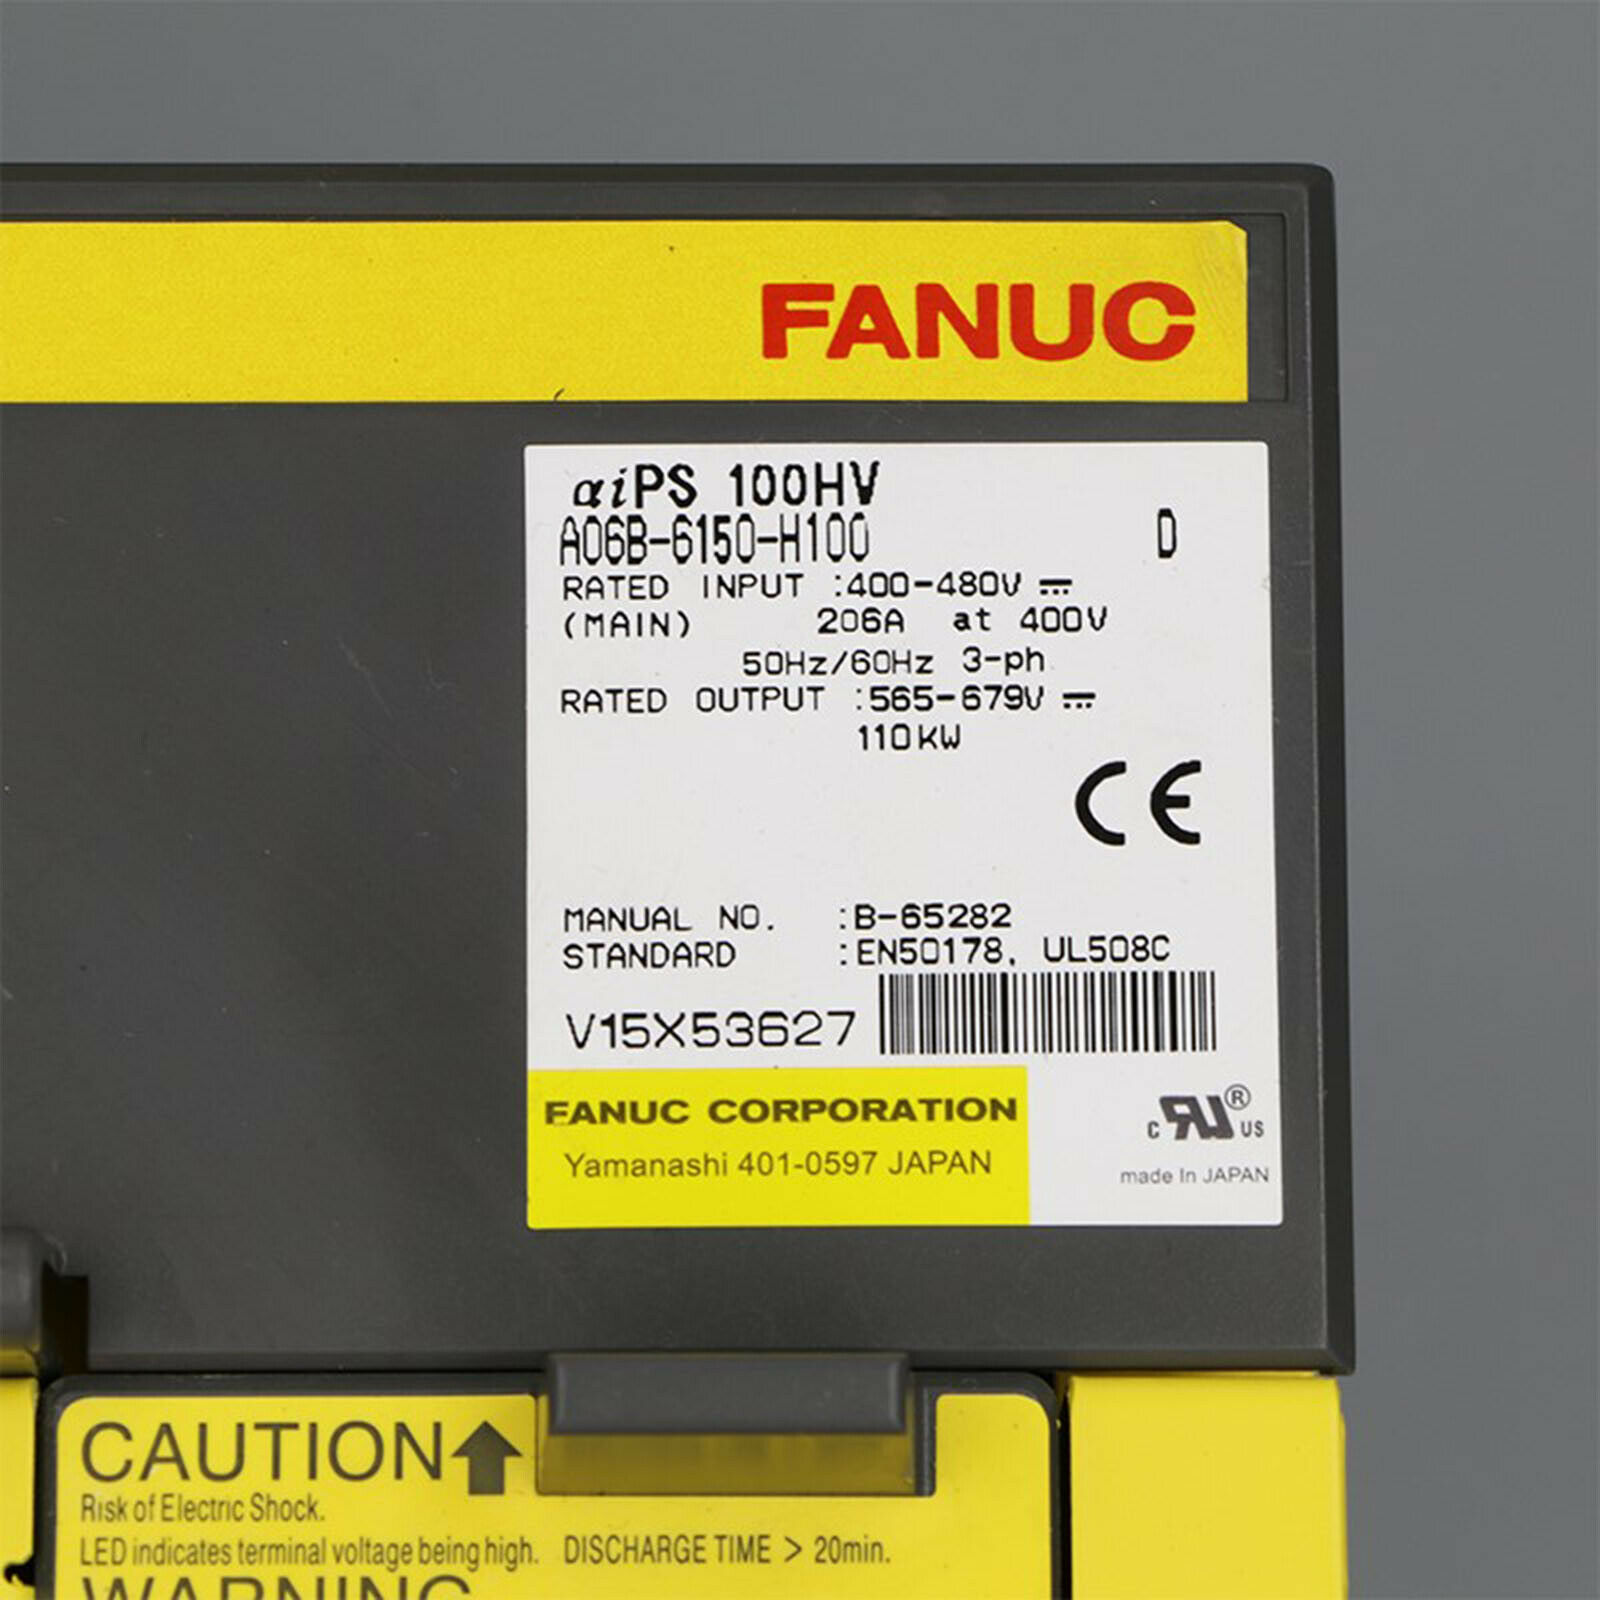 FANUC
αiPS 100HV
A06B-6150-H100 D
RATED INPUT :400-480V ⎓
(MAIN) 206A at 400V
50Hz/60Hz 3-ph
RATED OUTPUT :565-679V ⎓
110kW
CE
MANUAL NO. :B-65282
STANDARD :EN50178, UL508C
V15X53627
FANUC CORPORATION
Yamanashi 401-0597 JAPAN
c RU ® US
made In JAPAN
CAUTION
Risk of Electric Shock.
LED indicates terminal voltage being high. DISCHARGE TIME > 20min.
WARNING